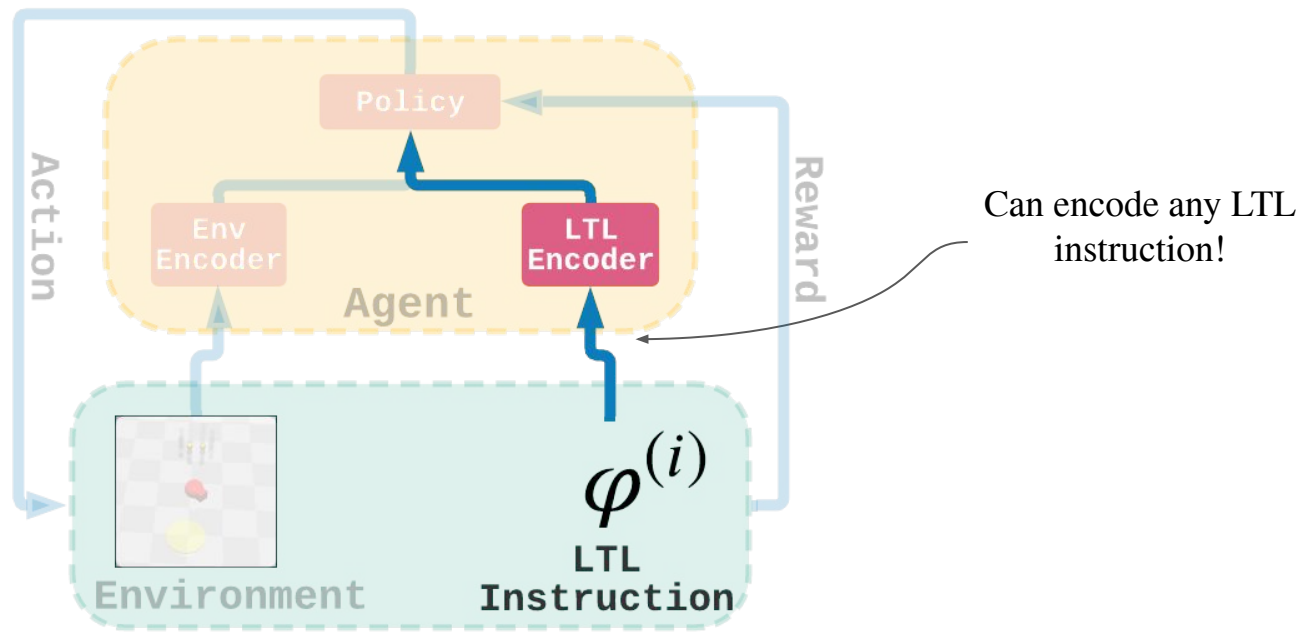 Policy
Action
Reward
Env
Encoder
LTL
Encoder
Agent
Can encode any LTL
instruction!
φ(i)
LTL
Instruction
Environment